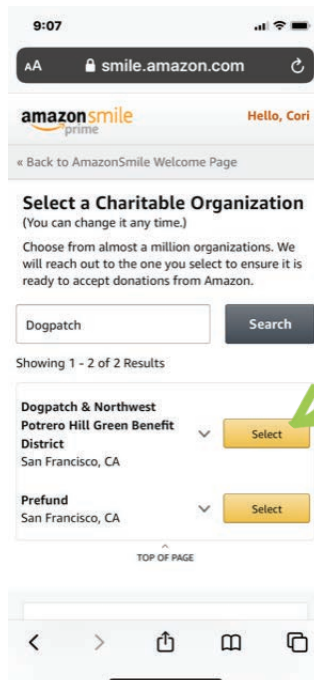 9:07
AA smile.amazon.com
amazonsmile
prime
Hello, Cori
« Back to AmazonSmile Welcome Page
Select a Charitable Organization
(You can change it any time.)
Choose from almost a million organizations. We
will reach out to the one you select to ensure it is
ready to accept donations from Amazon.
Dogpatch
Search
Showing 1 - 2 of 2 Results
Dogpatch & Northwest
Potrero Hill Green Benefit
District
San Francisco, CA
Select
Prefund
San Francisco, CA
Select
TOP OF PAGE